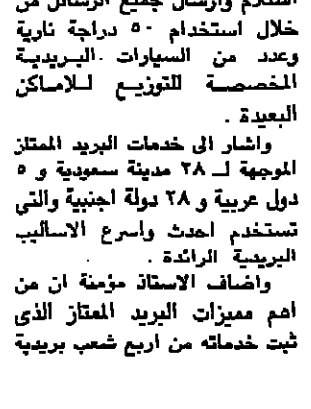 استلام وارسال جميع الرسائل من
خلال استخدام ٥٠ دراجة نارية
وعدد من السيارات البريدية
المخصصة للتوزيع للاماكن
البعيدة .
واشار الى خدمات البريد الممتاز
الموجهة لـ ٢٨ مدينة سعودية و ٥
دول عربية و ٢٨ دولة اجنبية والتي
تستخدم احدث واسرع الاساليب
البريدية الرائدة .
واضاف الاستاذ مؤمنة ان من
اهم مميزات البريد الممتاز الذى
ثبت خدماته من اربع شعب بريدية